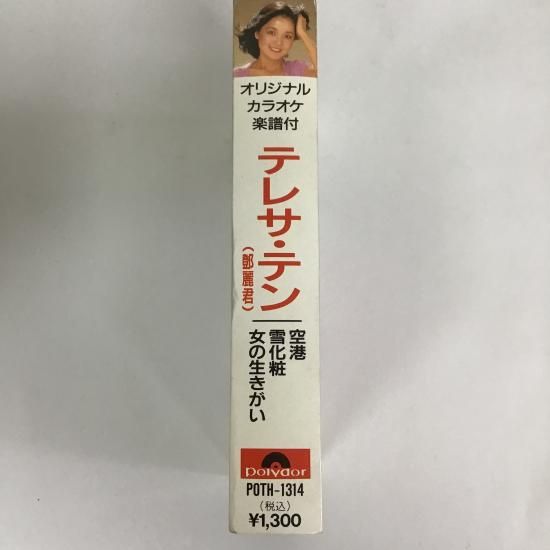 オリジナル
カラオケ
楽譜付
テレサ・テン
(鄧麗君)
空港
雪化粧
女の生きがい
polydor
POTH-1314
(税込)
¥1,300